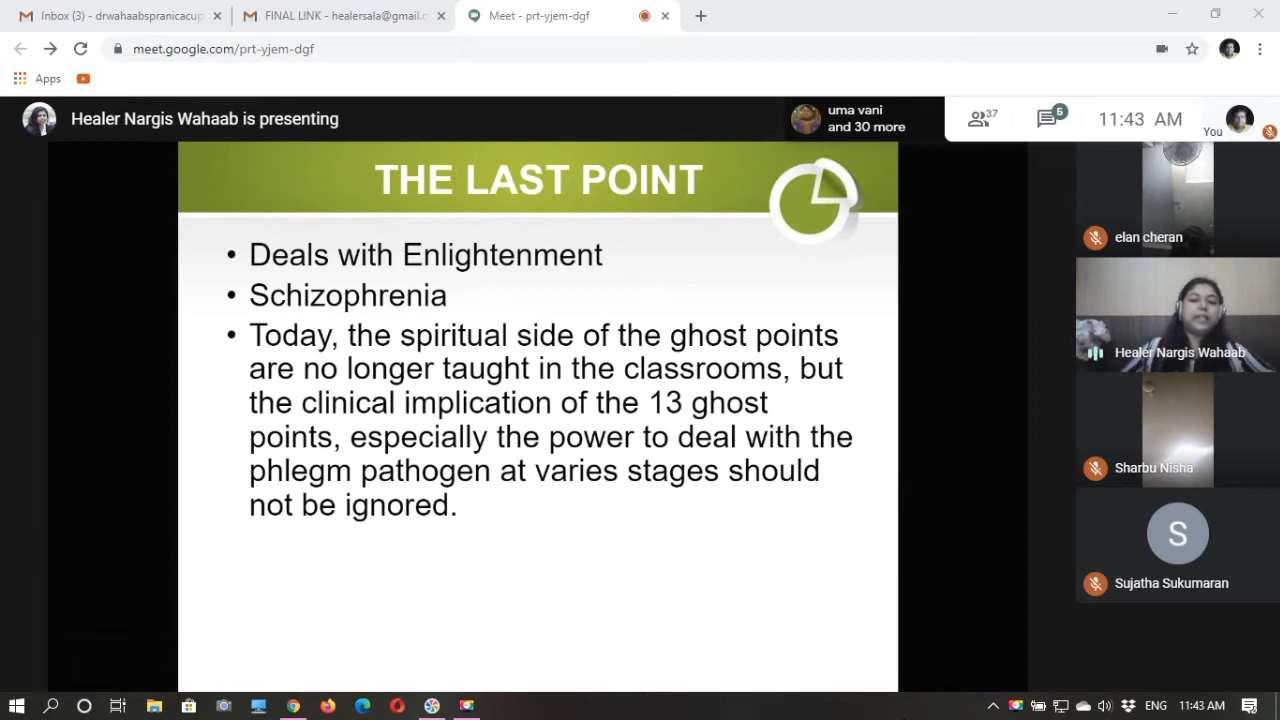 Inbox (3) - drwahaabspranicacup
FINAL LINK - healersala@gmail.c
Meet - prt-yjem-dgf
meet.google.com/prt-yjem-dgf
Apps
Healer Nargis Wahaab is presenting
uma vani
and 30 more
37
5
11:43 AM
You
THE LAST POINT
• Deals with Enlightenment
• Schizophrenia
• Today, the spiritual side of the ghost points
are no longer taught in the classrooms, but
the clinical implication of the 13 ghost
points, especially the power to deal with the
phlegm pathogen at varies stages should
not be ignored.
elan cheran
Healer Nargis Wahaab
Sharbu Nisha
S
Sujatha Sukumaran
ENG
11:43 AM